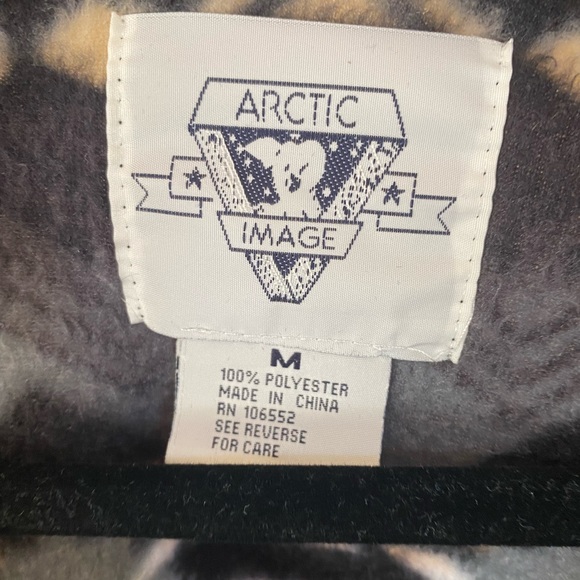 ARCTIC
IMAGE
M
100% POLYESTER
MADE IN CHINA
RN 106552
SEE REVERSE
FOR CARE